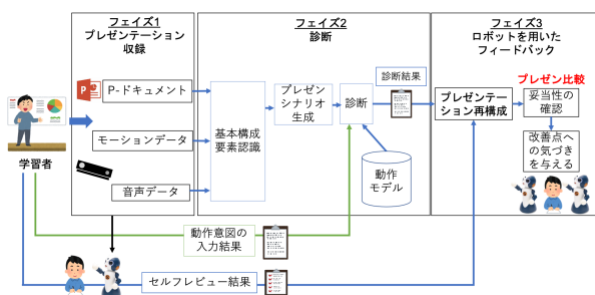 フェイズ1
プレゼンテーション
収録
フェイズ2
診断
フェイズ3
ロボットを用いた
フィードバック
P
P-ドキュメント
モーションデータ
音声データ
学習者
基本構成
要素認識
プレゼン
シナリオ
生成
診断
診断結果
動作
モデル
プレゼンテー
ション再構成
プレゼン比較
妥当性の
確認
改善点へ
の気づき
を与える
動作意図の
入力結果
セルフレビュー結果